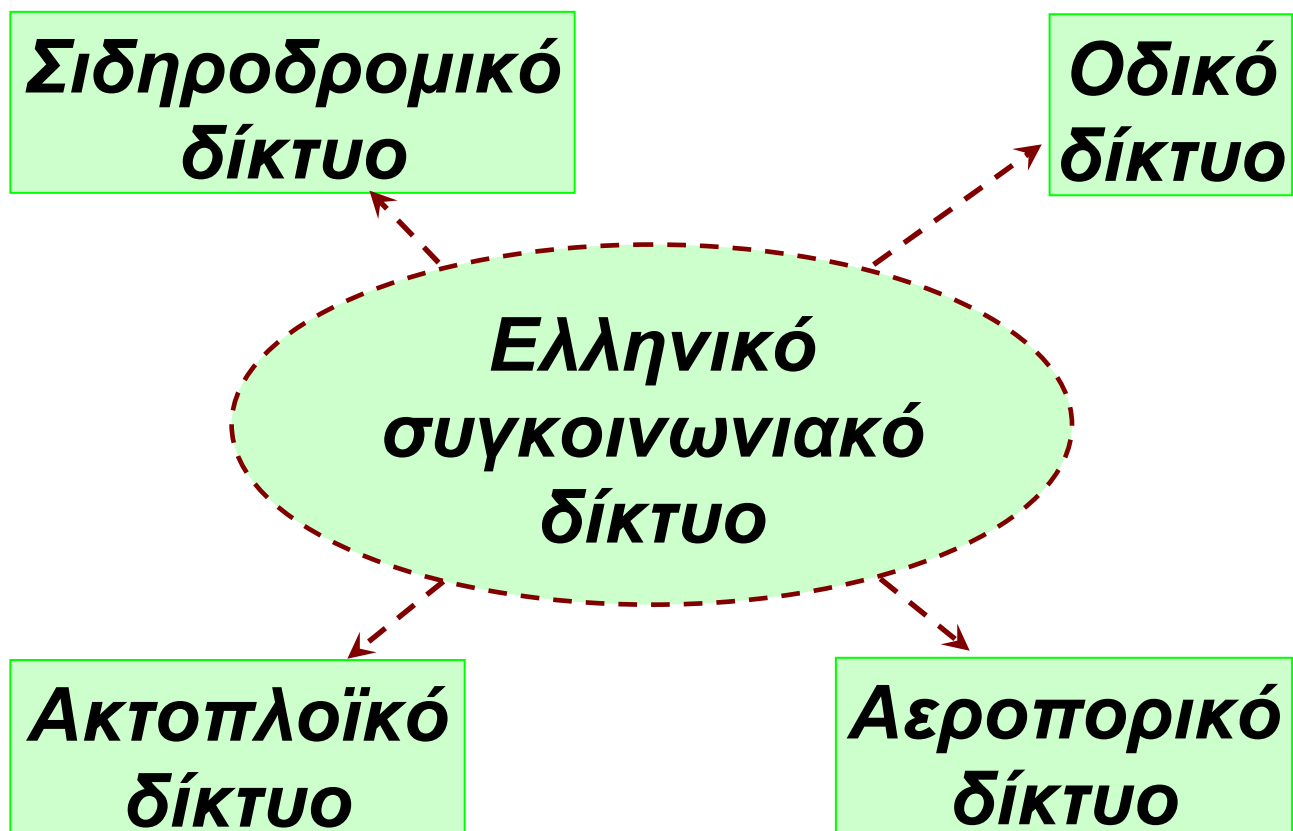 Σιδηροδρομικό
δίκτυο
Οδικό
δίκτυο
Ελληνικό
συγκοινωνιακό
δίκτυο
Ακτοπλοϊκό
δίκτυο
Αεροπορικό
δίκτυο